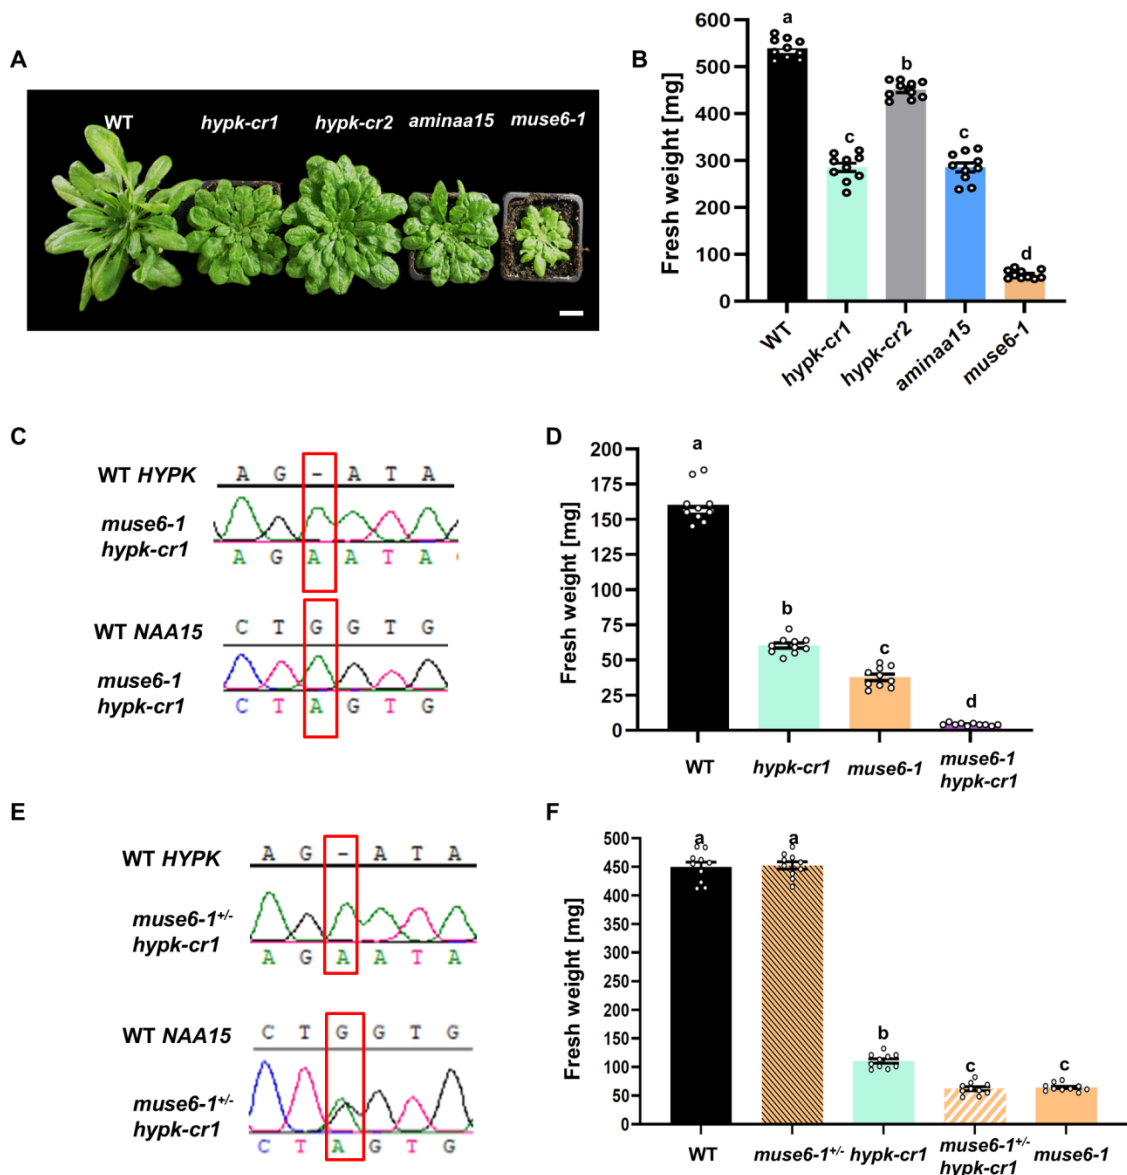 A
WT
hypk-cr1
hypk-cr2
aminaa15
muse6-1
B
Fresh weight [mg]
600
500
400
300
200
100
0
a
c
b
c
d
WT
hypk-cr1
hypk-cr2
aminaa15
muse6-1
C
WT HYPK
A G - A T A
muse6-1
hypk-cr1
A G A A T A
WT NAA15
C T G G T G
muse6-1
hypk-cr1
C T A G T G
D
Fresh weight [mg]
200
175
150
125
100
75
50
25
0
a
b
c
d
WT
hypk-cr1
muse6-1
muse6-1
hypk-cr1
E
WT HYPK
A G - A T A
muse6-1+/-
hypk-cr1
A G A A T A
WT NAA15
C T G G T G
muse6-1+/-
hypk-cr1
C T A G T G
F
Fresh weight [mg]
500
450
400
350
300
250
200
150
100
50
0
a
a
b
c
c
WT
muse6-1+/-
hypk-cr1
muse6-1+/-
hypk-cr1
muse6-1